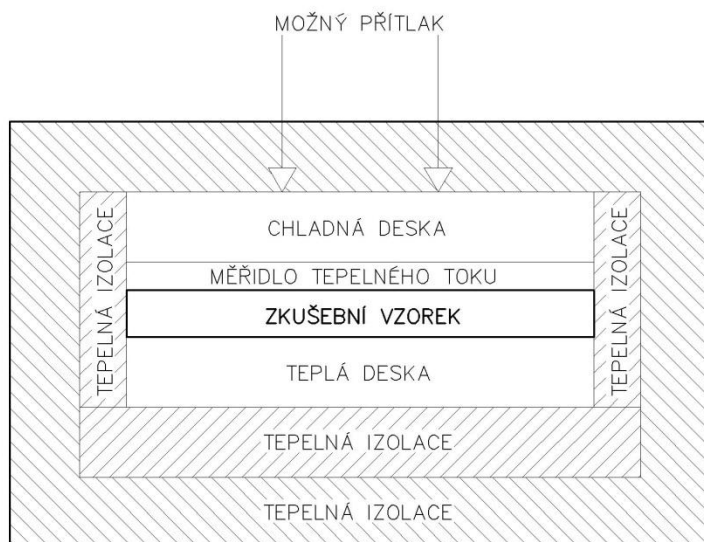 MOŽNÝ PŘÍTLAK
TEPELNÁ IZOLACE
CHLADNÁ DESKA
MĚŘIDLO TEPELNÉHO TOKU
ZKUŠEBNÍ VZOREK
TEPLÁ DESKA
TEPELNÁ IZOLACE
TEPELNÁ IZOLACE
TEPELNÁ IZOLACE